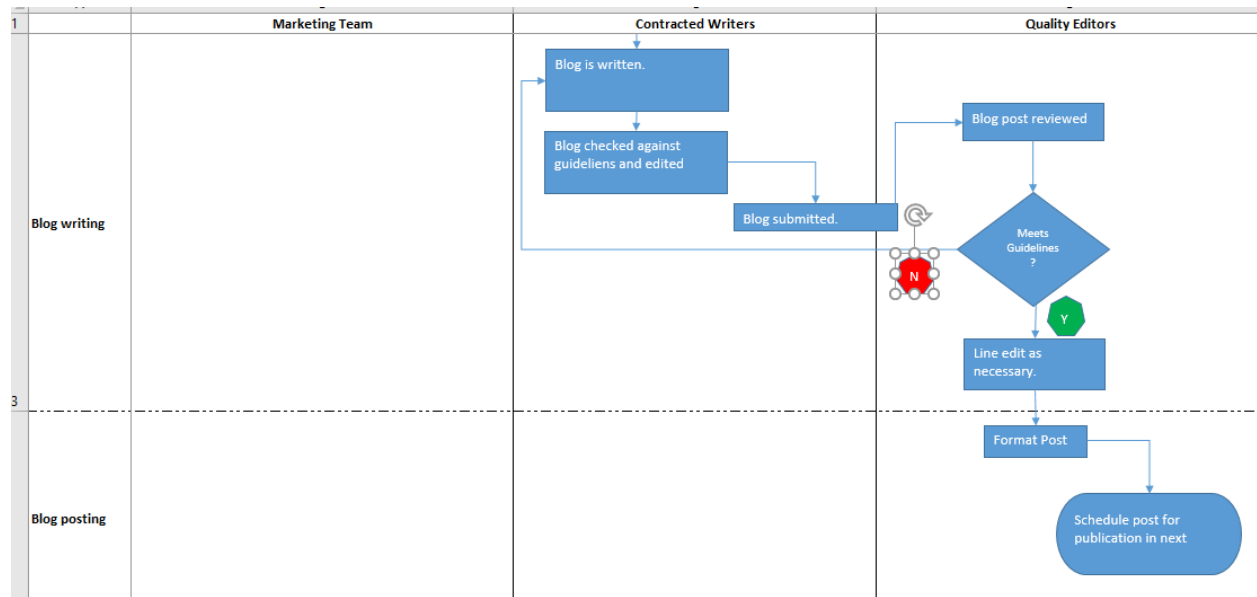 1
Marketing Team
Contracted Writers
Quality Editors
Blog writing
Blog is written.
Blog checked against
guideliens and edited
Blog submitted.
Blog post reviewed
Meets
Guidelines
?
N
Y
Line edit as
necessary.
3
Blog posting
Format Post
Schedule post for
publication in next